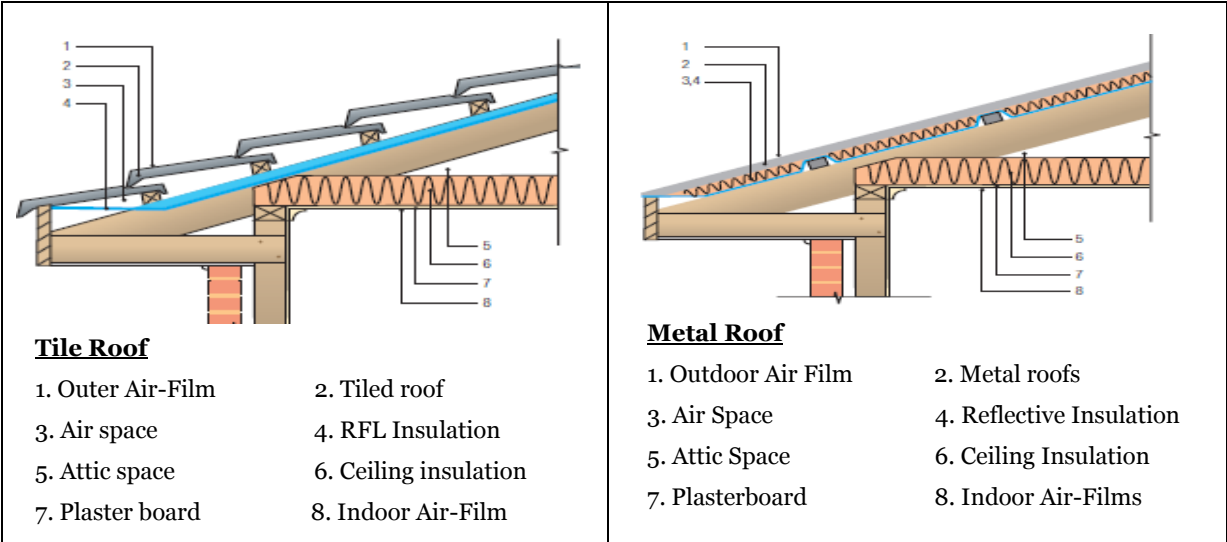 1
2
3
4
5
6
7
8
Tile Roof
1. Outer Air-Film 2. Tiled roof
3. Air space 4. RFL Insulation
5. Attic space 6. Ceiling insulation
7. Plaster board 8. Indoor Air-Film
1
2
3,4
5
6
7
8
Metal Roof
1. Outdoor Air Film 2. Metal roofs
3. Air Space 4. Reflective Insulation
5. Attic Space 6. Ceiling Insulation
7. Plasterboard 8. Indoor Air-Films